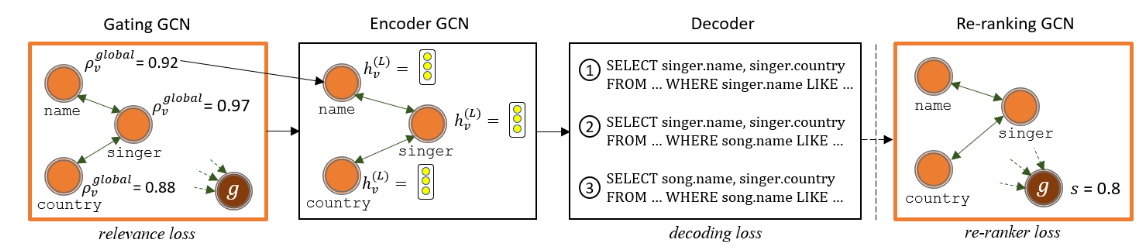 Gating GCN
Encoder GCN
Decoder
Re-ranking GCN
ρ_v^{global} = 0.92
name
ρ_v^{global} = 0.97
singer
ρ_v^{global} = 0.88
country
g
h_v^{(L)} =
name
h_v^{(L)} =
singer
h_v^{(L)} =
country
1 SELECT singer.name, singer.country
FROM ... WHERE singer.name LIKE ...
2 SELECT singer.name, singer.country
FROM ... WHERE song.name LIKE ...
3 SELECT song.name, singer.country
FROM ... WHERE song.name LIKE ...
name
singer
country
g
s = 0.8
relevance loss
decoding loss
re-ranker loss